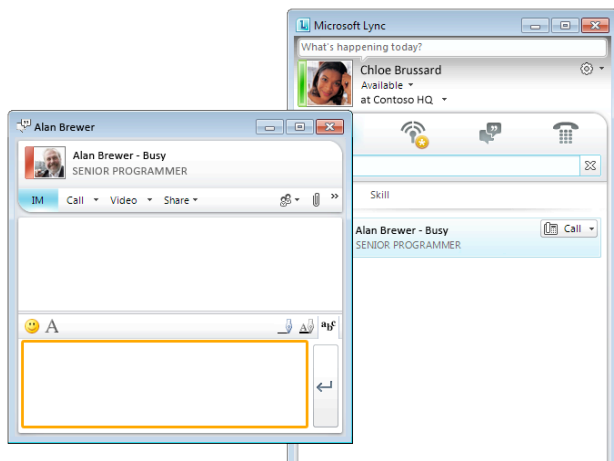 Microsoft Lync
What's happening today?
Chloe Brussard
Available
at Contoso HQ
Alan Brewer
Alan Brewer - Busy
SENIOR PROGRAMMER
IM Call Video Share
A
abc
Skill
Alan Brewer - Busy
SENIOR PROGRAMMER
Call